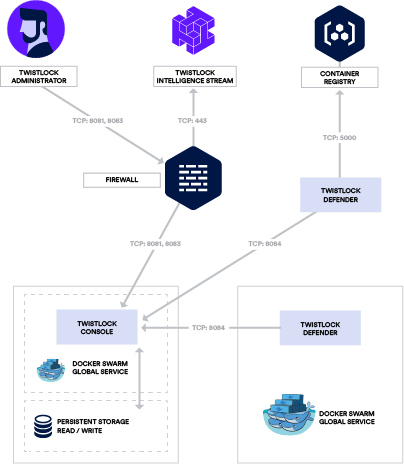 TWISTLOCK
ADMINISTRATOR
TWISTLOCK
INTELLIGENCE STREAM
CONTAINER
REGISTRY
TCP: 8081, 8083
TCP: 443
TCP: 5000
FIREWALL
TWISTLOCK
DEFENDER
TCP: 8081, 8083
TCP: 8084
TWISTLOCK
CONSOLE
TCP: 8084
TWISTLOCK
DEFENDER
DOCKER SWARM
GLOBAL SERVICE
DOCKER SWARM
GLOBAL SERVICE
PERSISTENT STORAGE
READ / WRITE